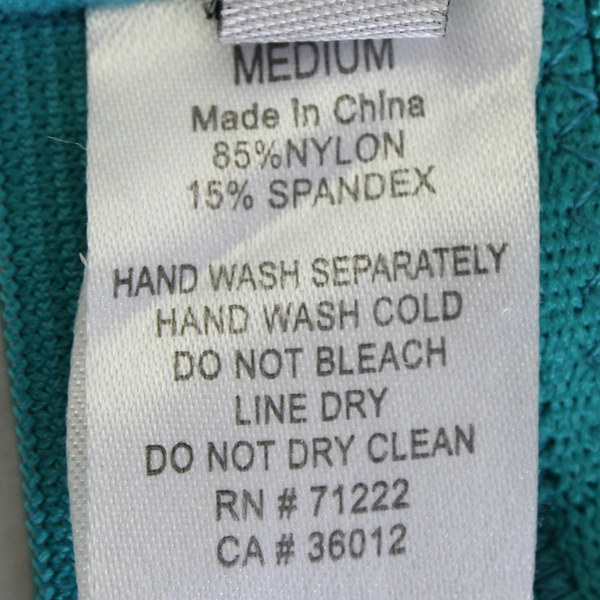 MEDIUM
Made in China
85%NYLON
15% SPANDEX
HAND WASH SEPARATELY
HAND WASH COLD
DO NOT BLEACH
LINE DRY
DO NOT DRY CLEAN
RN # 71222
CA # 36012